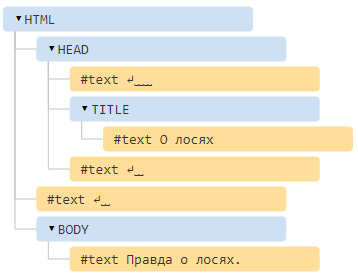 ▾ HTML
▾ HEAD
#text ↵␣␣␣␣
▾ TITLE
#text О лосях
#text ↵␣␣
#text ↵␣␣
▾ BODY
#text Правда о лосях.